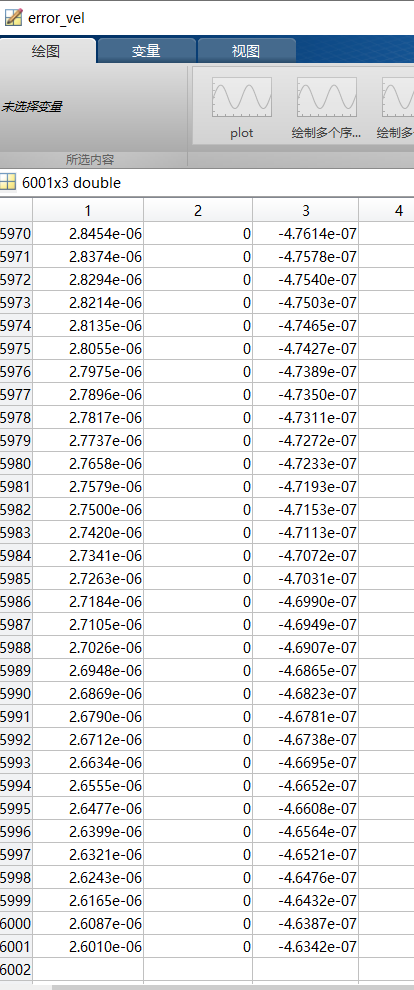 error_vel
绘图 变量 视图
未选择变量
plot 绘制多个序... 绘制多
所选内容
6001x3 double
1 2 3 4
5970 2.8454e-06 0 -4.7614e-07
5971 2.8374e-06 0 -4.7578e-07
5972 2.8294e-06 0 -4.7540e-07
5973 2.8214e-06 0 -4.7503e-07
5974 2.8135e-06 0 -4.7465e-07
5975 2.8055e-06 0 -4.7427e-07
5976 2.7975e-06 0 -4.7389e-07
5977 2.7896e-06 0 -4.7350e-07
5978 2.7817e-06 0 -4.7311e-07
5979 2.7737e-06 0 -4.7272e-07
5980 2.7658e-06 0 -4.7233e-07
5981 2.7579e-06 0 -4.7193e-07
5982 2.7500e-06 0 -4.7153e-07
5983 2.7420e-06 0 -4.7113e-07
5984 2.7341e-06 0 -4.7072e-07
5985 2.7263e-06 0 -4.7031e-07
5986 2.7184e-06 0 -4.6990e-07
5987 2.7105e-06 0 -4.6949e-07
5988 2.7026e-06 0 -4.6907e-07
5989 2.6948e-06 0 -4.6865e-07
5990 2.6869e-06 0 -4.6823e-07
5991 2.6790e-06 0 -4.6781e-07
5992 2.6712e-06 0 -4.6738e-07
5993 2.6634e-06 0 -4.6695e-07
5994 2.6555e-06 0 -4.6652e-07
5995 2.6477e-06 0 -4.6608e-07
5996 2.6399e-06 0 -4.6564e-07
5997 2.6321e-06 0 -4.6521e-07
5998 2.6243e-06 0 -4.6476e-07
5999 2.6165e-06 0 -4.6432e-07
6000 2.6087e-06 0 -4.6387e-07
6001 2.6010e-06 0 -4.6342e-07
6002